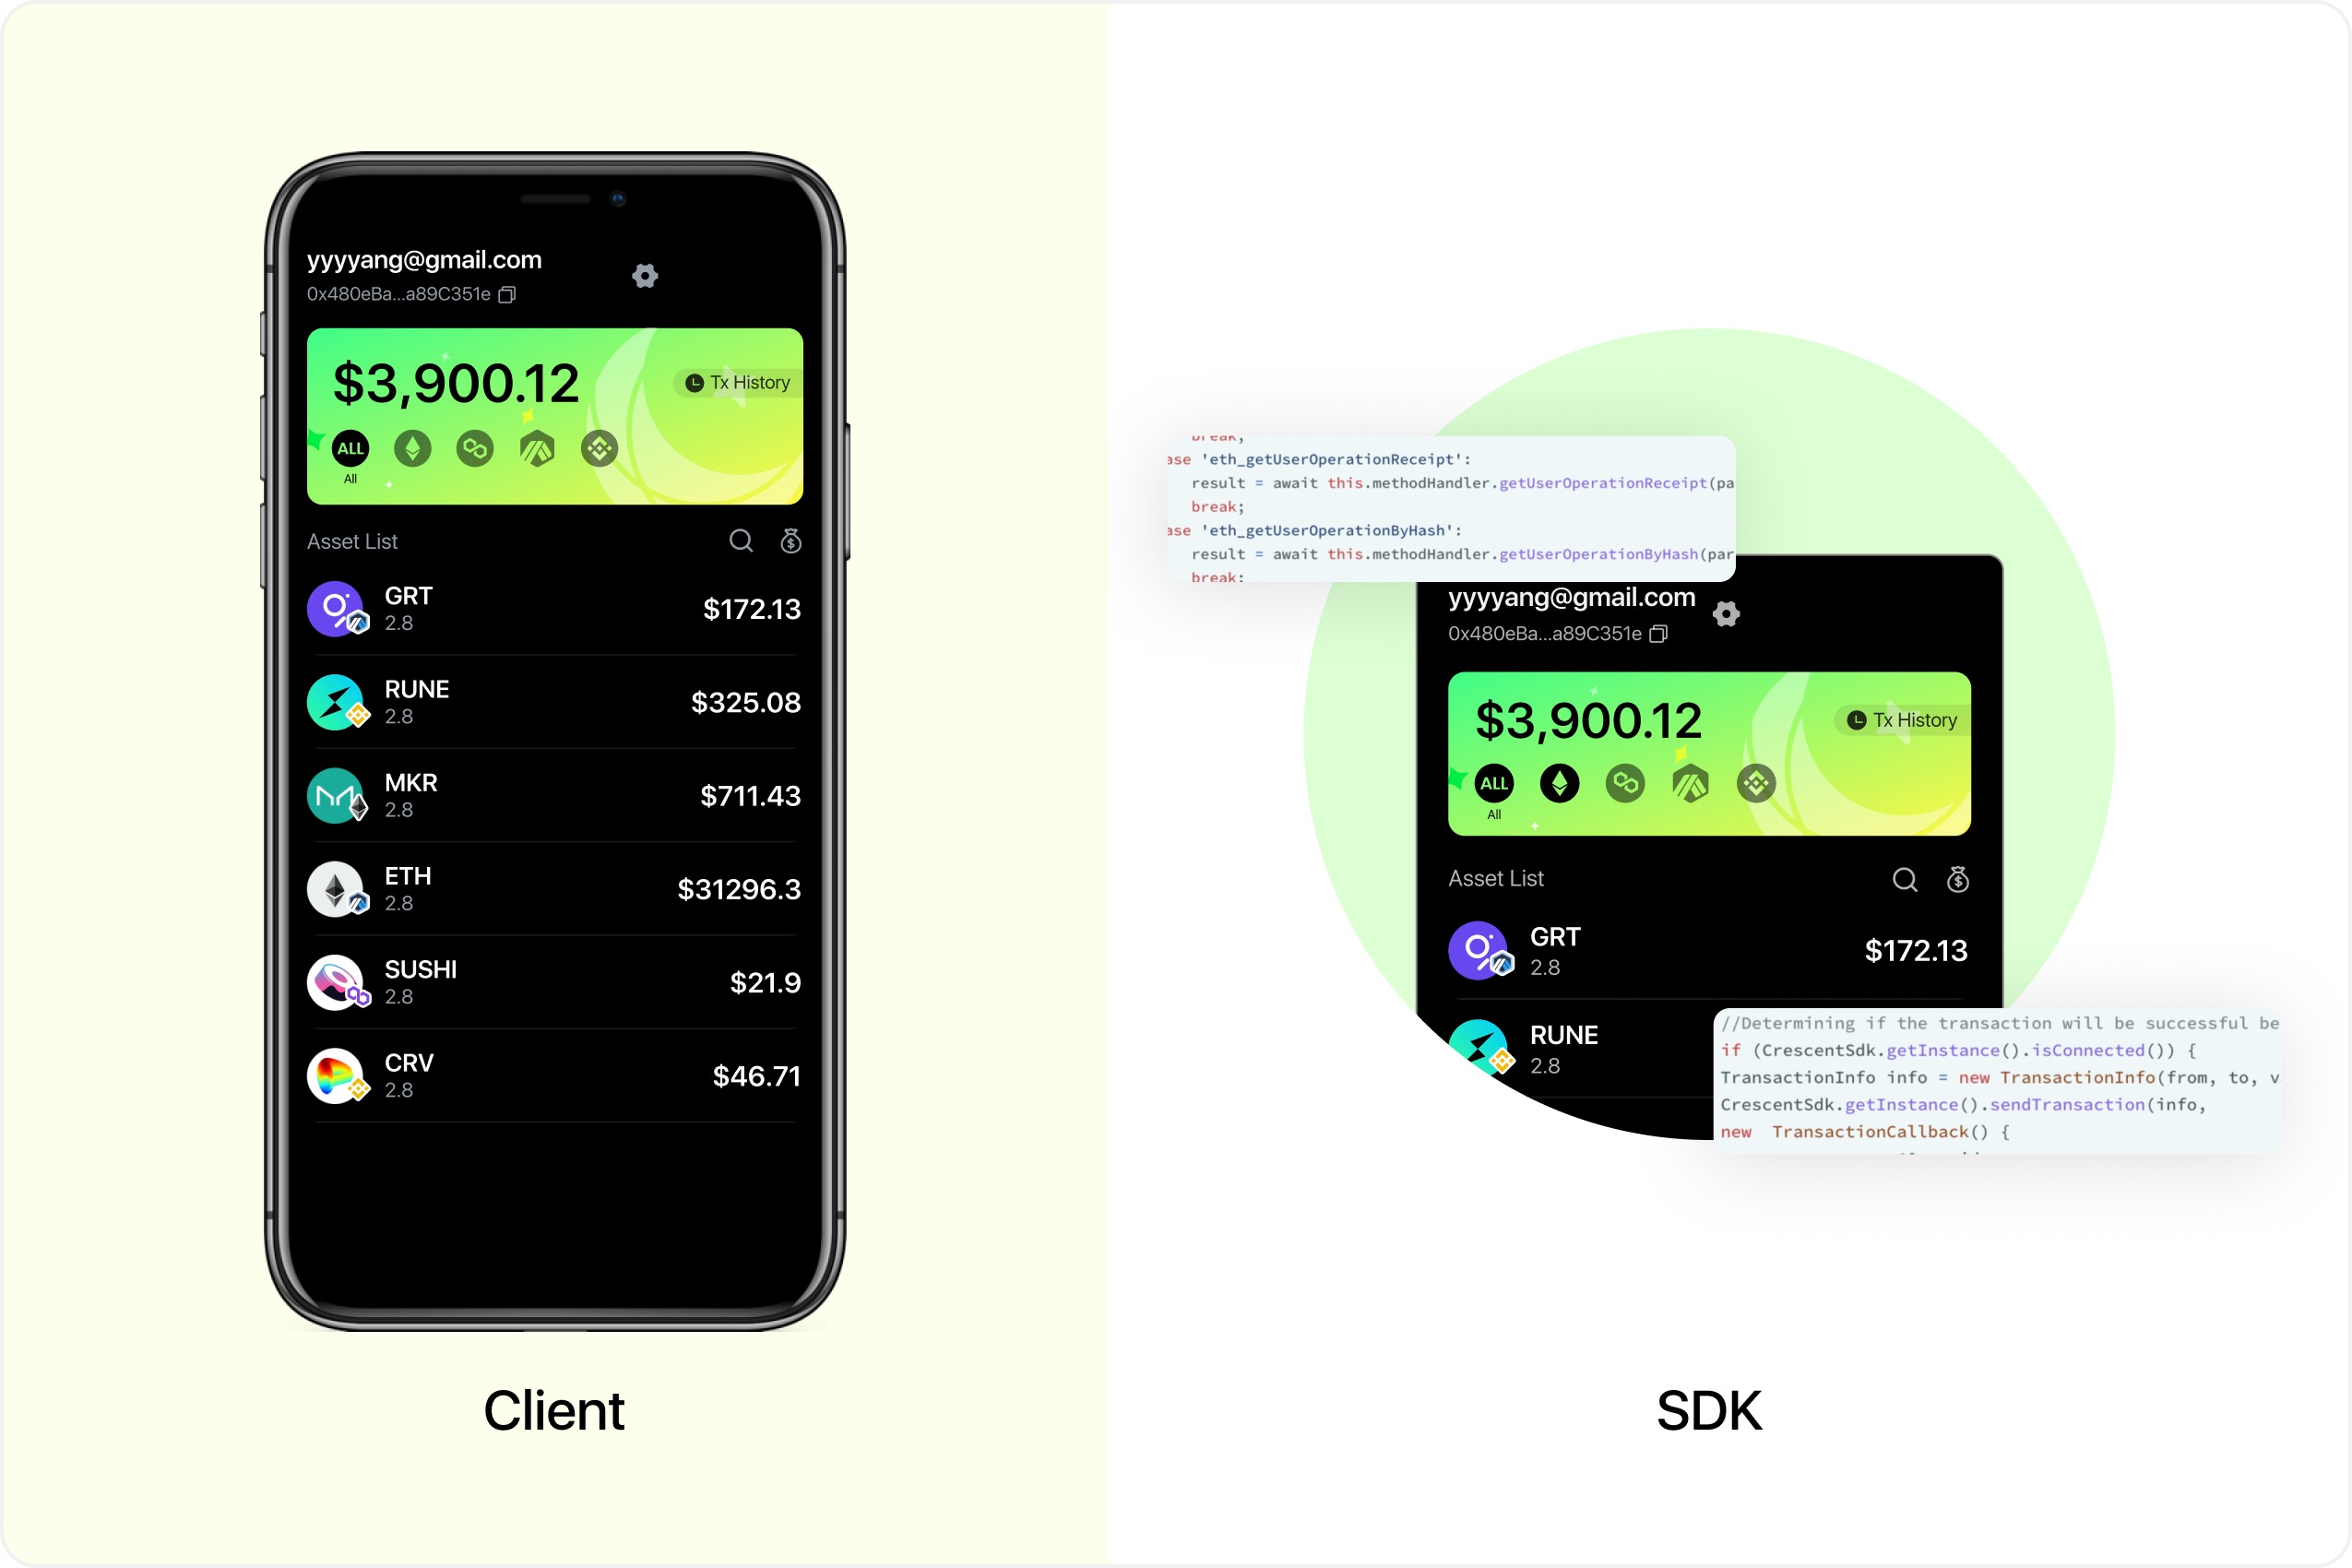 yyyyang@gmail.com
0x480eBa...a89C351e
$3,900.12
Tx History
ALL
All
Asset List
GRT
2.8
$172.13
RUNE
2.8
$325.08
MKR
2.8
$711.43
ETH
2.8
$31296.3
SUSHI
2.8
$21.9
CRV
2.8
$46.71
Client
break;
ase 'eth_getUserOperationReceipt':
result = await this.methodHandler.getUserOperationReceipt(pa
break;
ase 'eth_getUserOperationByHash':
result = await this.methodHandler.getUserOperationByHash(par
break;
yyyyang@gmail.com
0x480eBa...a89C351e
$3,900.12
Tx History
ALL
All
Asset List
GRT
2.8
$172.13
RUNE
2.8
//Determining if the transaction will be successful be
if (CrescentSdk.getInstance().isConnected()) {
TransactionInfo info = new TransactionInfo(from, to, v
CrescentSdk.getInstance().sendTransaction(info,
new TransactionCallback() {
SDK